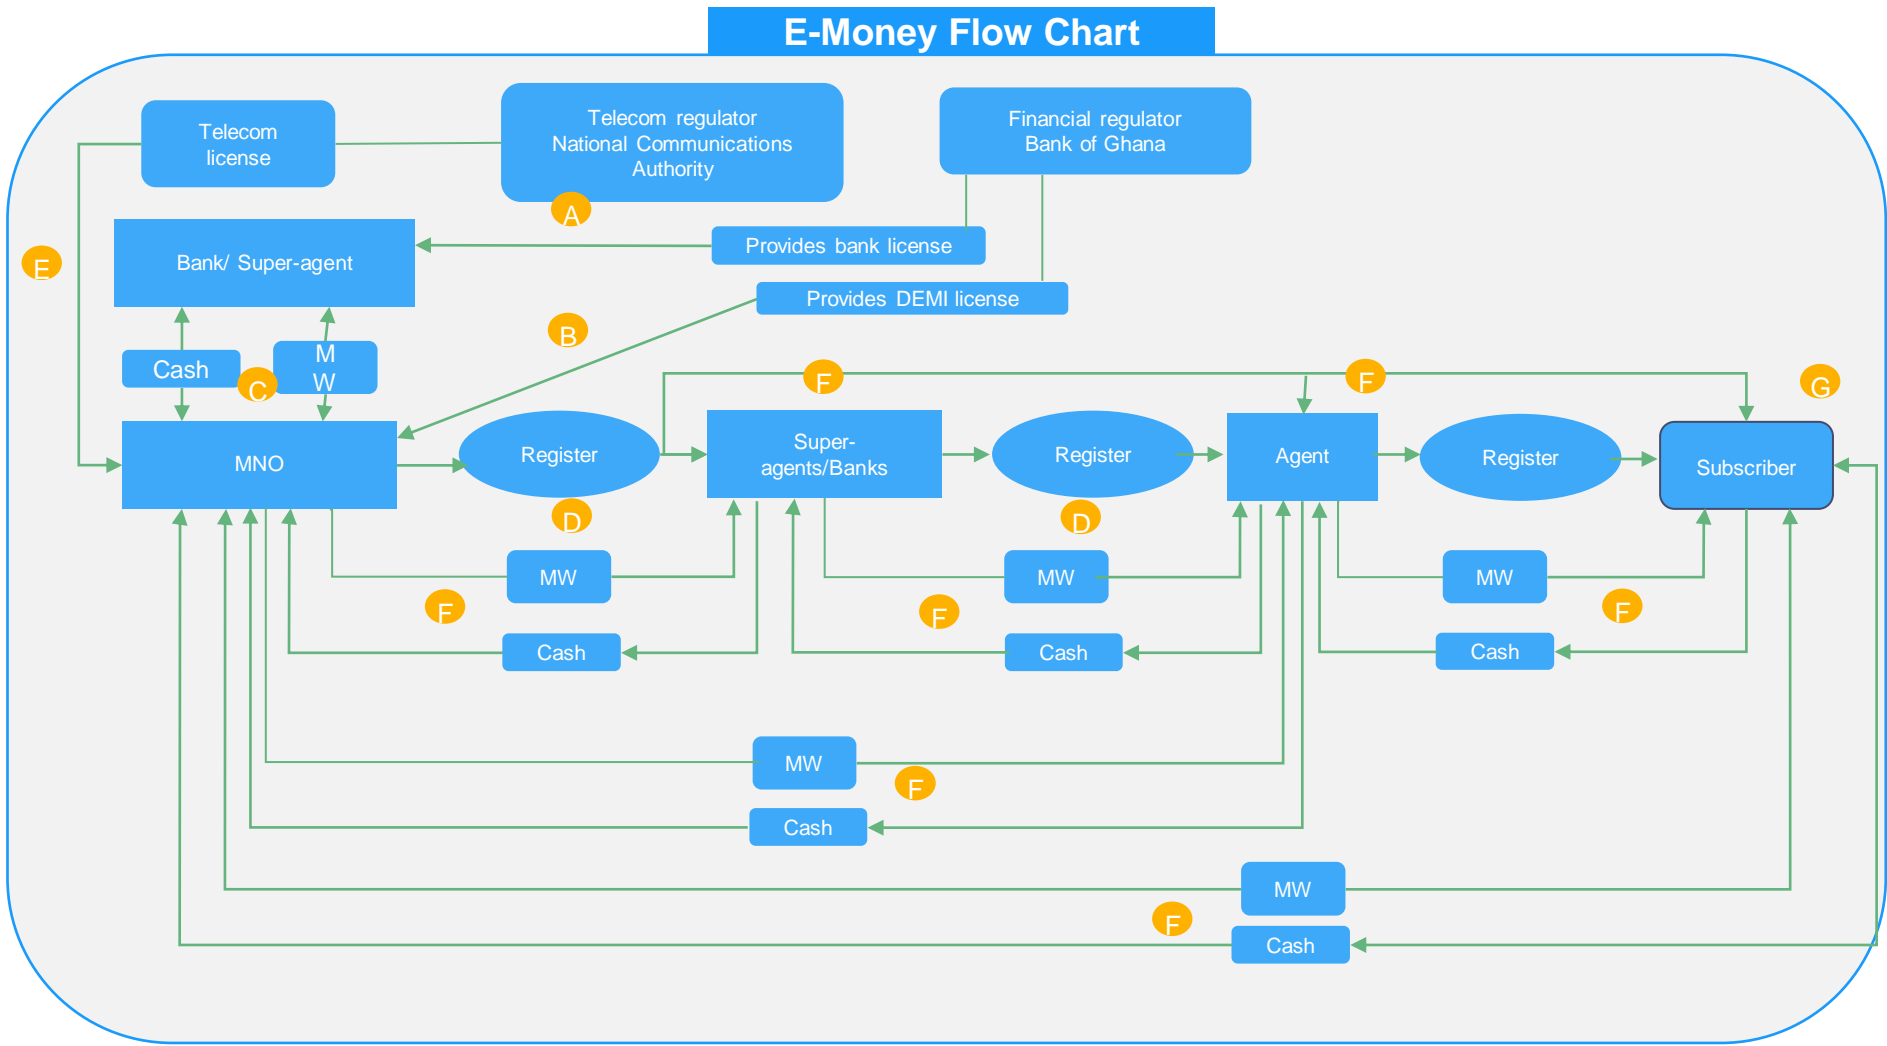 E-Money Flow Chart
Telecom
license
Telecom regulator
National Communications
Authority
Financial regulator
Bank of Ghana
A
E
Bank/ Super-agent
Provides bank license
Provides DEMI license
B
Cash
C
M
W
F
F
G
MNO
Register
Super-
agents/Banks
Register
Agent
Register
Subscriber
D
D
MW
MW
MW
F
F
F
Cash
Cash
Cash
MW
F
Cash
MW
F
Cash